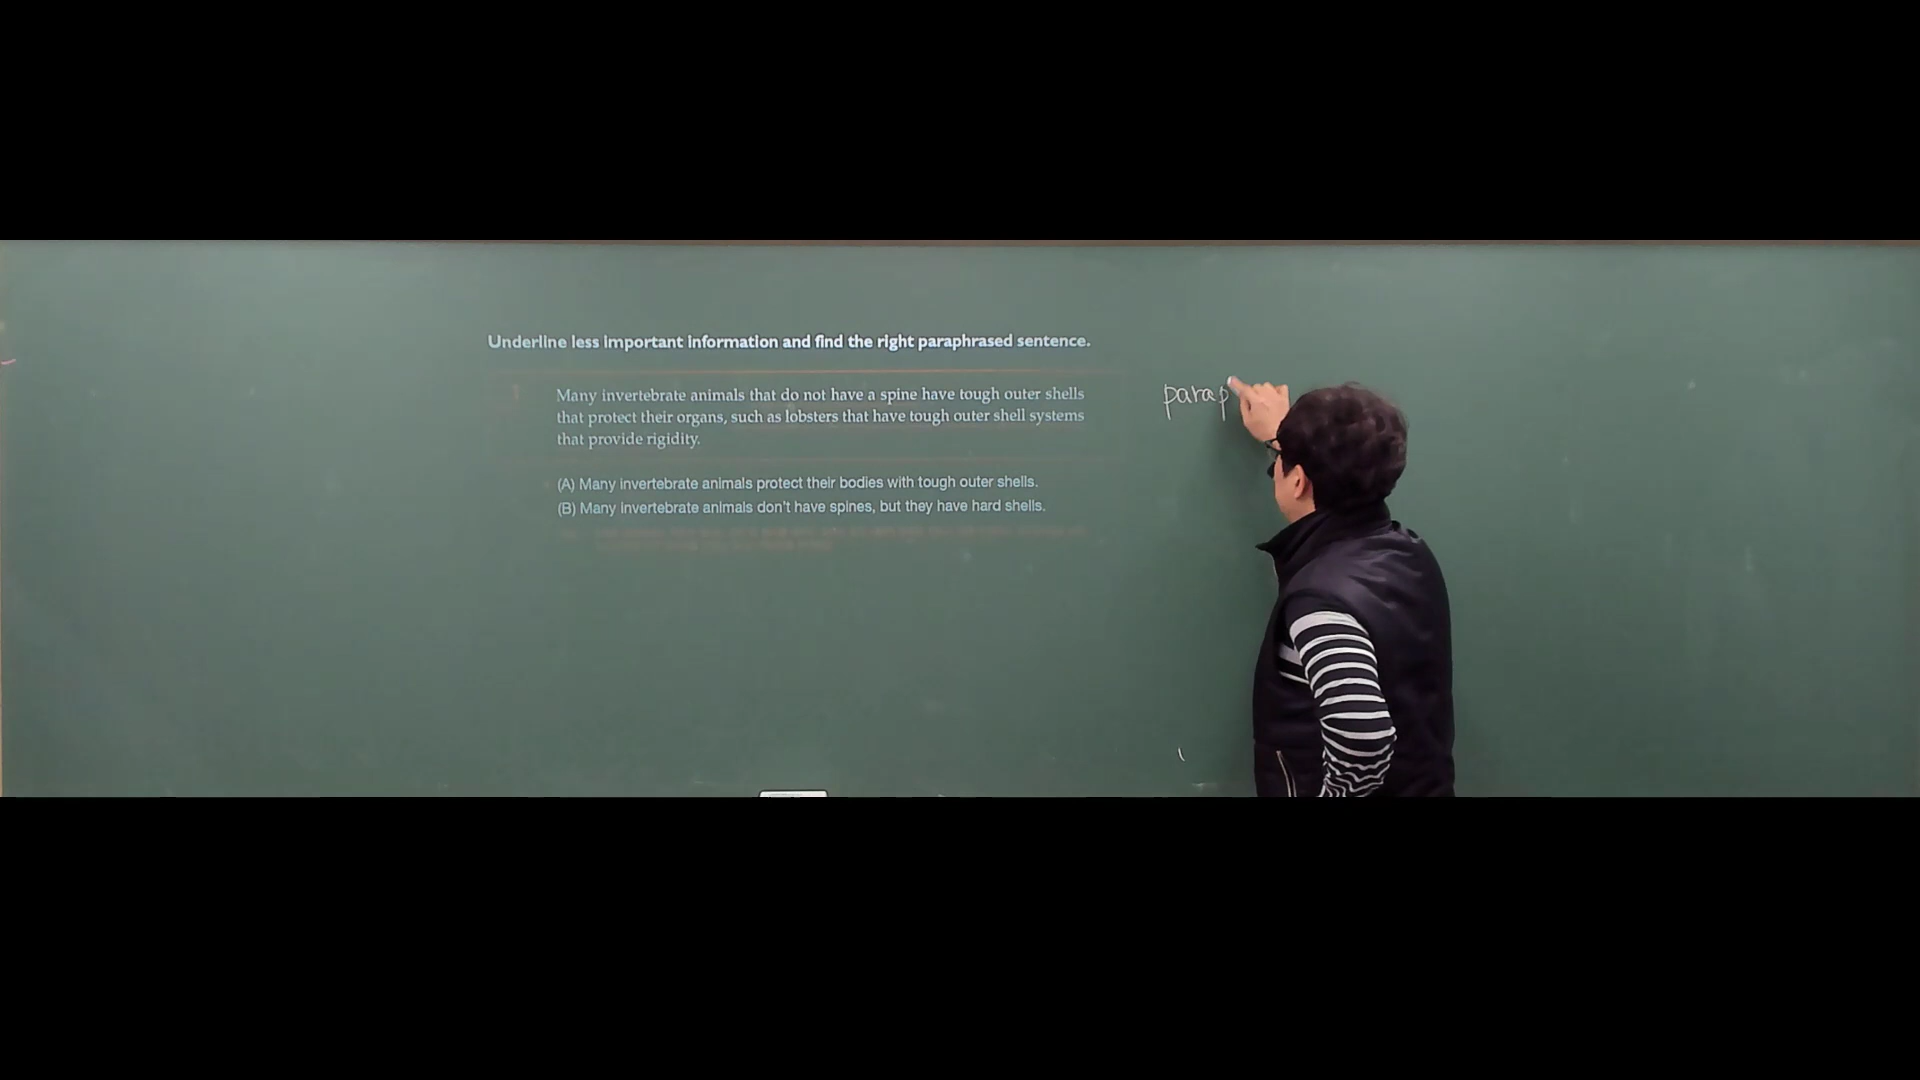 Underline less important information and find the right paraphrased sentence.
1
Many invertebrate animals that do not have a spine have tough outer shells
that protect their organs, such as lobsters that have tough outer shell systems
that provide rigidity.
(A) Many invertebrate animals protect their bodies with tough outer shells.
(B) Many invertebrate animals don't have spines, but they have hard shells.
parap